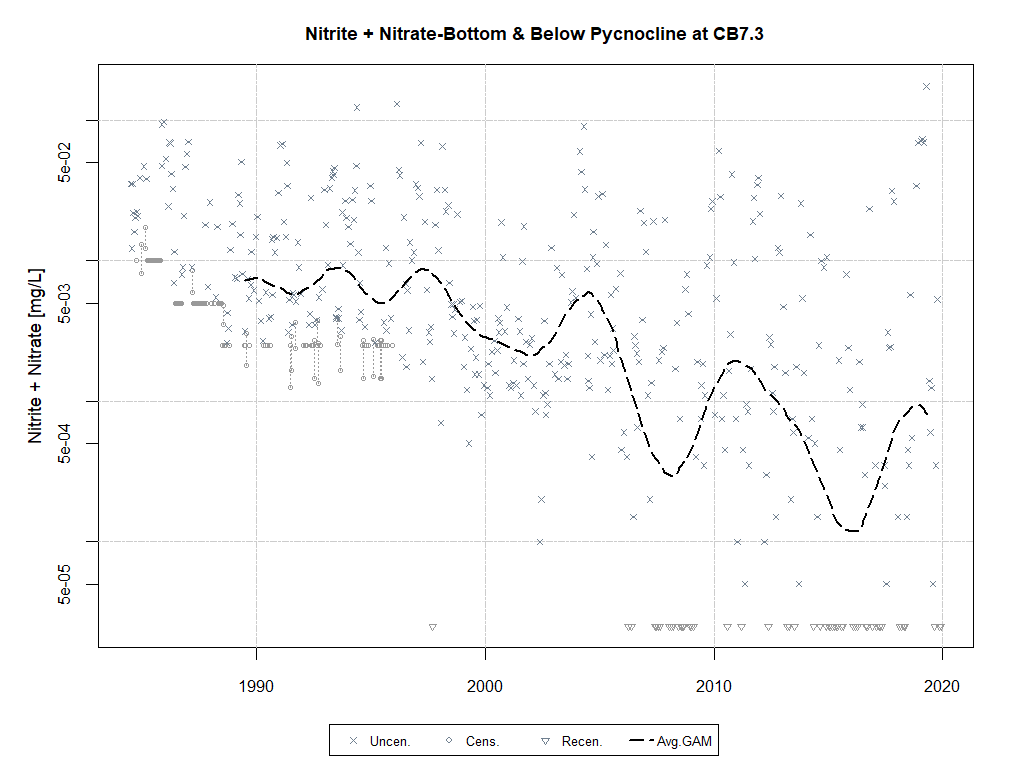 Nitrite + Nitrate-Bottom & Below Pycnocline at CB7.3
Nitrite + Nitrate [mg/L]
5e-02
5e-03
5e-04
5e-05
1990 2000 2010 2020
Uncen. Cens. Recen. Avg.GAM